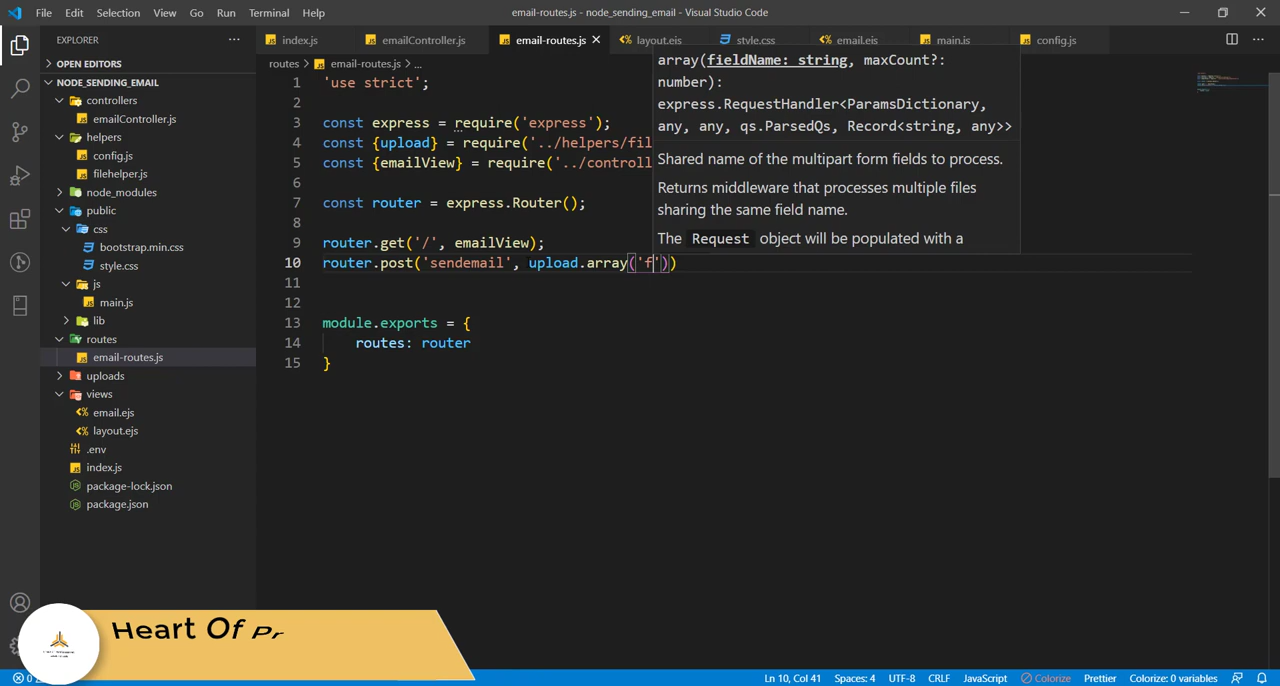 File Edit Selection View Go Run Terminal Help
email-routes.js - node_sending_email - Visual Studio Code
EXPLORER
OPEN EDITORS
NODE_SENDING_EMAIL
controllers
emailController.js
helpers
config.js
filehelper.js
node_modules
public
css
bootstrap.min.css
style.css
js
main.js
lib
routes
email-routes.js
uploads
views
email.ejs
layout.ejs
.env
index.js
package-lock.json
package.json
index.js emailController.js email-routes.js layout.ejs style.css email.ejs main.js config.js
routes > email-routes.js > ...
1 'use strict';
2
3 const express = require('express');
4 const {upload} = require('../helpers/fil
5 const {emailView} = require('../controll
6
7 const router = express.Router();
8
9 router.get('/', emailView);
10 router.post('sendemail', upload.array('f'))
11
12
13 module.exports = {
14 routes: router
15 }
array(fieldName: string, maxCount?:
number):
express.RequestHandler<ParamsDictionary,
any, any, qs.ParsedQs, Record<string, any>>
Shared name of the multipart form fields to process.
Returns middleware that processes multiple files
sharing the same field name.
The Request object will be populated with a
Heart Of Pr
Ln 10, Col 41 Spaces: 4 UTF-8 CRLF JavaScript Colorize Prettier Colorize: 0 variables